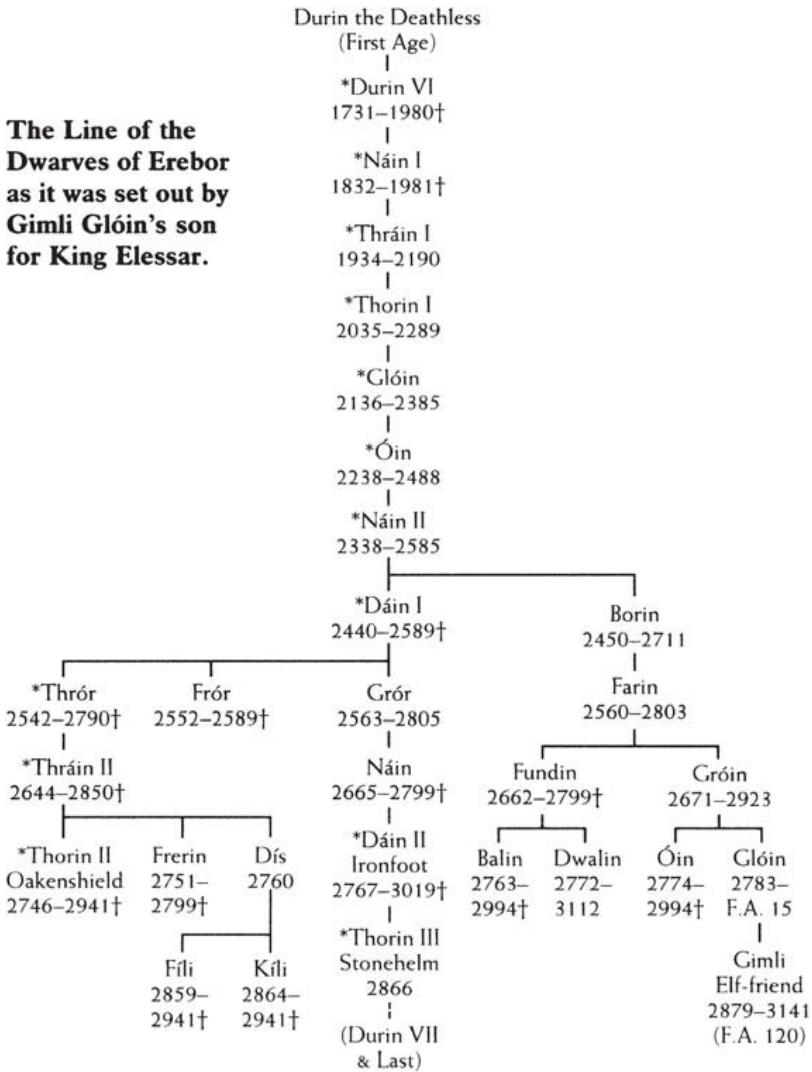 Durin the Deathless
(First Age)
*Durin VI
1731–1980†
The Line of the
Dwarves of Erebor
as it was set out by
Gimli Glóin's son
for King Elessar.
*Náin I
1832–1981†
*Thráin I
1934–2190
*Thorin I
2035–2289
*Glóin
2136–2385
*Óin
2238–2488
*Náin II
2338–2585
*Dáin I
2440–2589†
Borin
2450–2711
*Thrór
2542–2790†
Frór
2552–2589†
Grór
2563–2805
Farin
2560–2803
*Thráin II
2644–2850†
Náin
2665–2799†
Fundin
2662–2799†
Gróin
2671–2923
*Thorin II
Oakenshield
2746–2941†
Frerin
2751–
2799†
Dís
2760
*Dáin II
Ironfoot
2767–3019†
Balin
2763–
2994†
Dwalin
2772–
3112
Óin
2774–
2994†
Glóin
2783–
F.A. 15
Fíli
2859–
2941†
Kíli
2864–
2941†
*Thorin III
Stonehelm
2866
Gimli
Elf-friend
2879–3141
(F.A. 120)
(Durin VII
& Last)